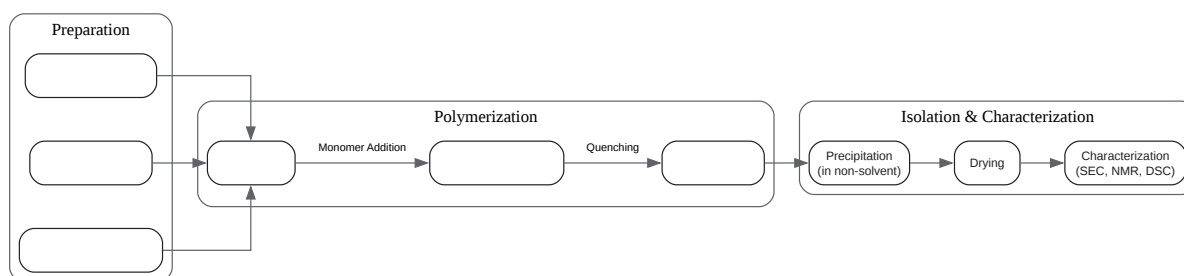 Preparation
Polymerization
Monomer Addition
Quenching
Isolation & Characterization
Precipitation
(in non-solvent)
Drying
Characterization
(SEC, NMR, DSC)